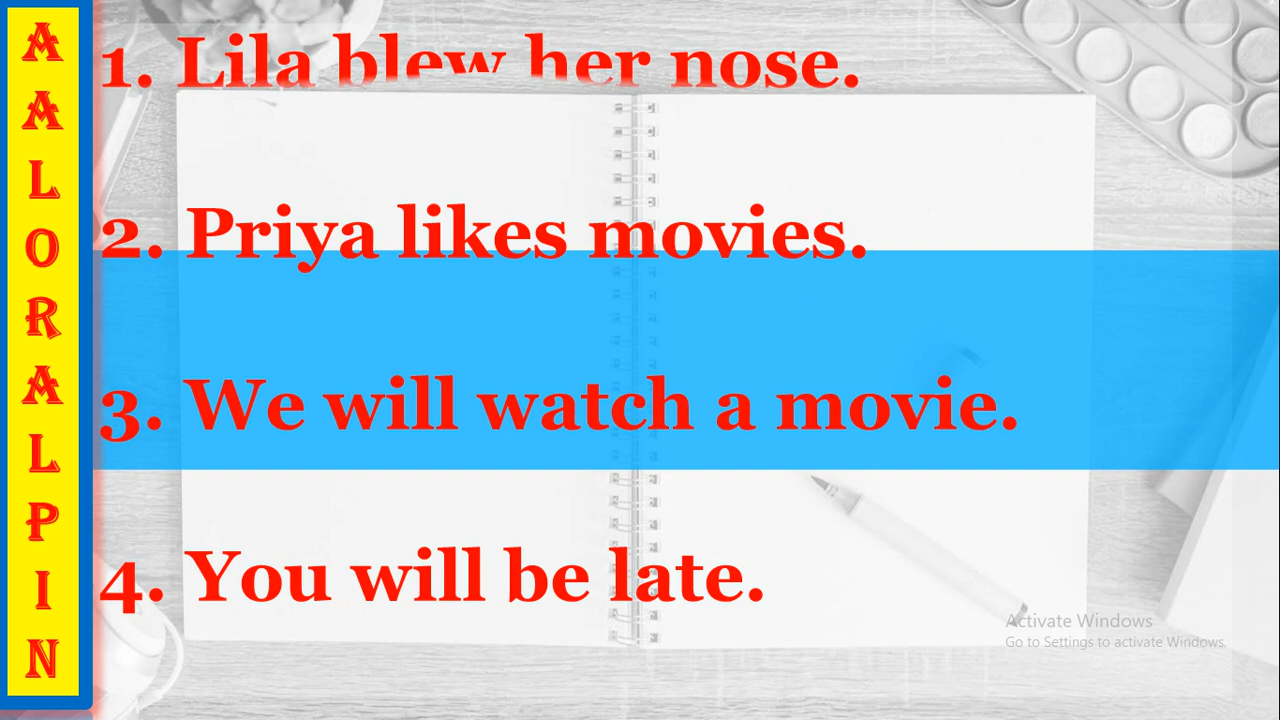 AALORALPIN
1. Lila blew her nose.
2. Priya likes movies.
3. We will watch a movie.
4. You will be late.
Activate Windows
Go to Settings to activate Windows.